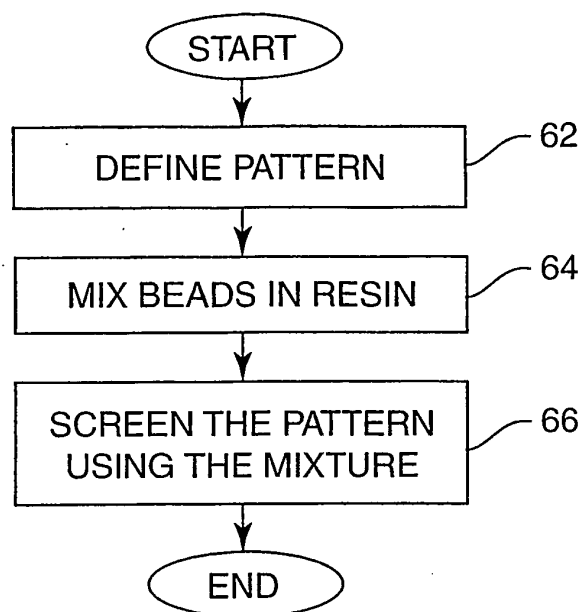 START
DEFINE PATTERN
62
MIX BEADS IN RESIN
64
SCREEN THE PATTERN
USING THE MIXTURE
66
END